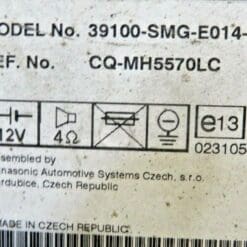 ODEL No. 39100-SMG-E014-
EF. No. CQ-MH5570LC
12V 4Ω e13
023105
ssembled by
anasonic Automotive Systems Czech, s.r.o.
ardubice, Czech Republic
MADE IN CZECH REPUBLIC